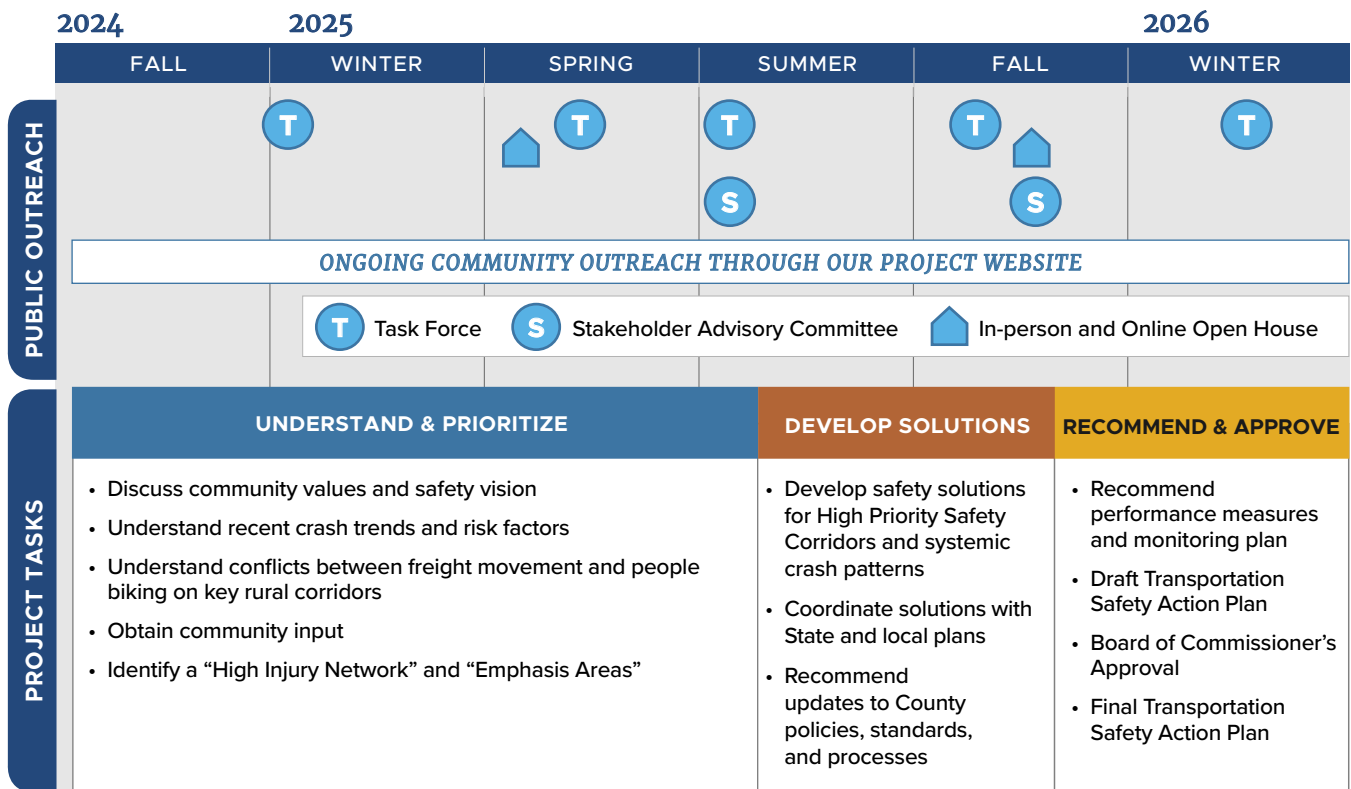 2024 2025 2026
FALL WINTER SPRING SUMMER FALL WINTER
PUBLIC OUTREACH
T T T T T
S S
ONGOING COMMUNITY OUTREACH THROUGH OUR PROJECT WEBSITE
T Task Force S Stakeholder Advisory Committee In-person and Online Open House
PROJECT TASKS
UNDERSTAND & PRIORITIZE
• Discuss community values and safety vision
• Understand recent crash trends and risk factors
• Understand conflicts between freight movement and people
biking on key rural corridors
• Obtain community input
• Identify a “High Injury Network” and “Emphasis Areas”
DEVELOP SOLUTIONS
• Develop safety solutions
for High Priority Safety
Corridors and systemic
crash patterns
• Coordinate solutions with
State and local plans
• Recommend
updates to County
policies, standards,
and processes
RECOMMEND & APPROVE
• Recommend
performance measures
and monitoring plan
• Draft Transportation
Safety Action Plan
• Board of Commissioner’s
Approval
• Final Transportation
Safety Action Plan